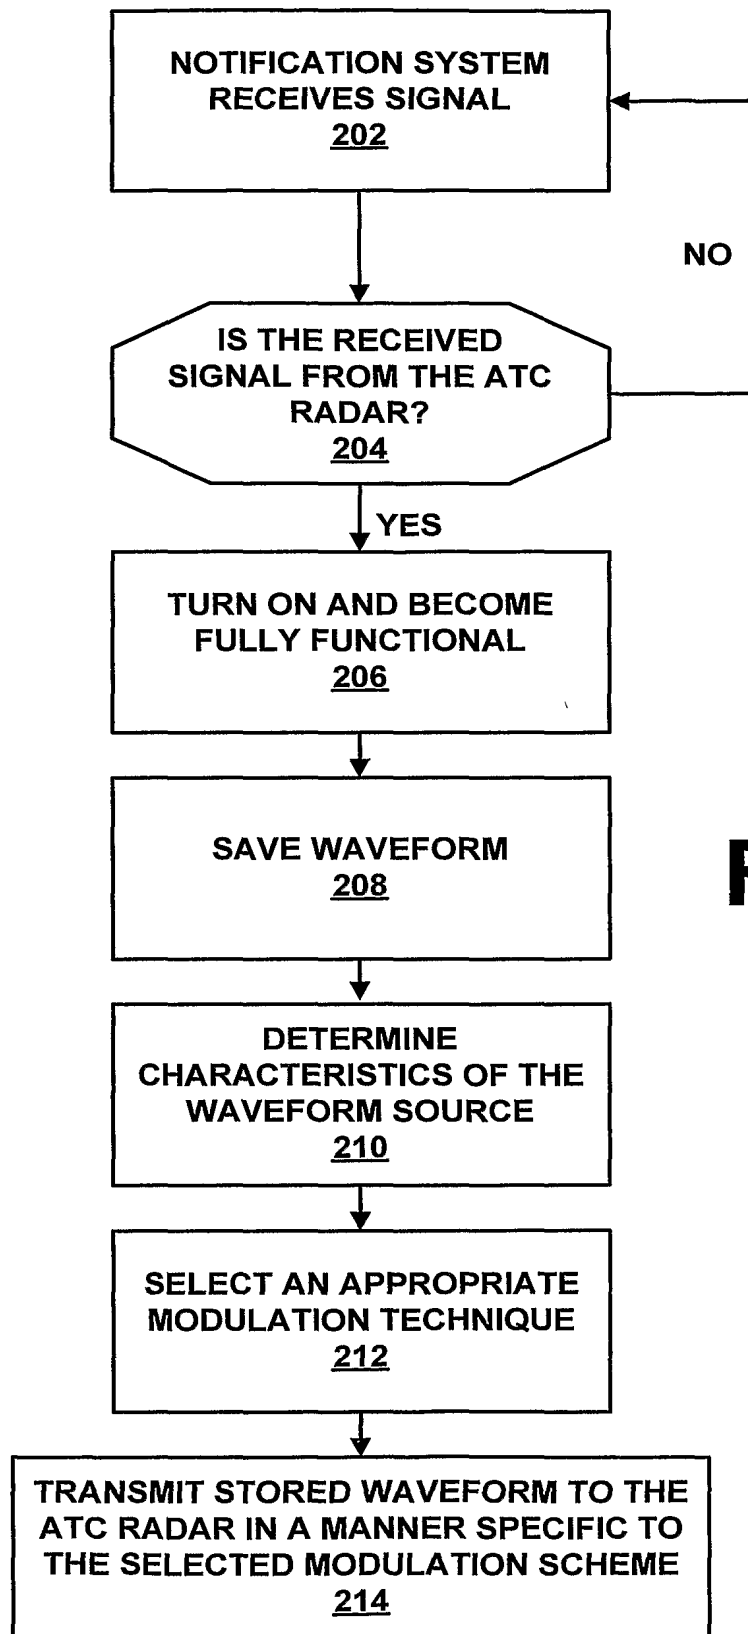 NOTIFICATION SYSTEM
RECEIVES SIGNAL
202
NO
IS THE RECEIVED
SIGNAL FROM THE ATC
RADAR?
204
YES
TURN ON AND BECOME
FULLY FUNCTIONAL
206
SAVE WAVEFORM
208
DETERMINE
CHARACTERISTICS OF THE
WAVEFORM SOURCE
210
SELECT AN APPROPRIATE
MODULATION TECHNIQUE
212
TRANSMIT STORED WAVEFORM TO THE
ATC RADAR IN A MANNER SPECIFIC TO
THE SELECTED MODULATION SCHEME
214